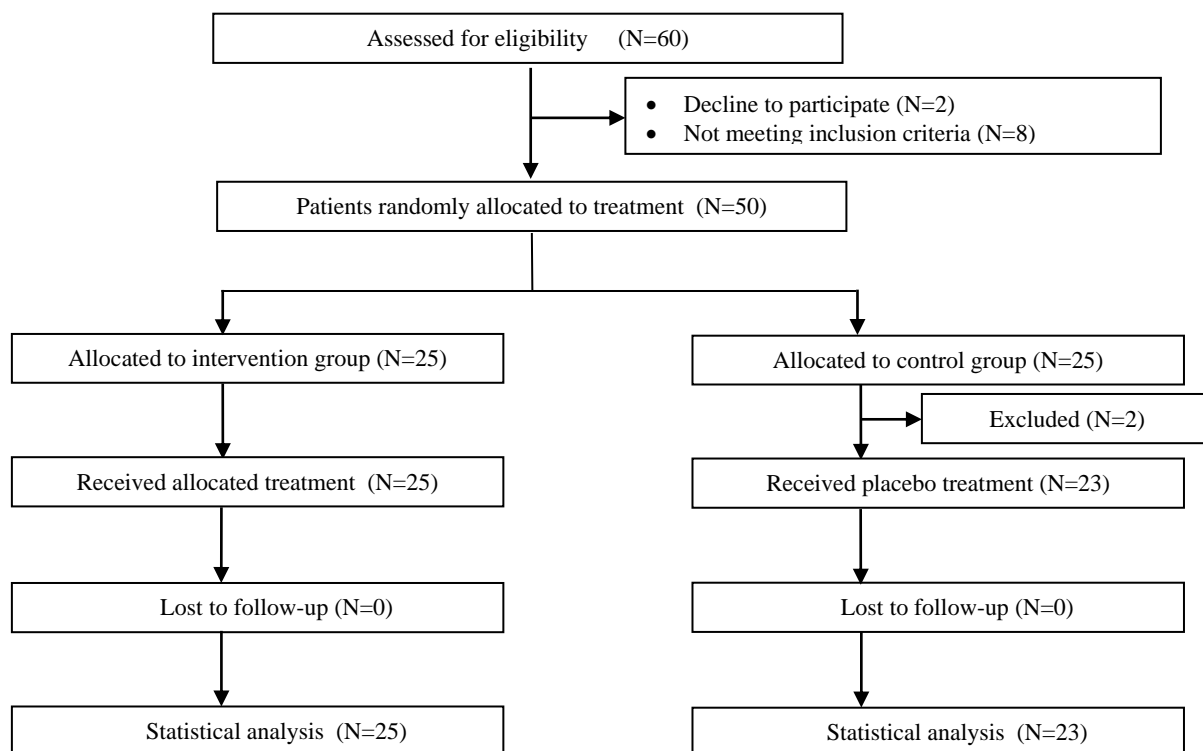 Assessed for eligibility (N=60)
• Decline to participate (N=2)
• Not meeting inclusion criteria (N=8)
Patients randomly allocated to treatment (N=50)
Allocated to intervention group (N=25)
Allocated to control group (N=25)
Excluded (N=2)
Received allocated treatment (N=25)
Received placebo treatment (N=23)
Lost to follow-up (N=0)
Lost to follow-up (N=0)
Statistical analysis (N=25)
Statistical analysis (N=23)